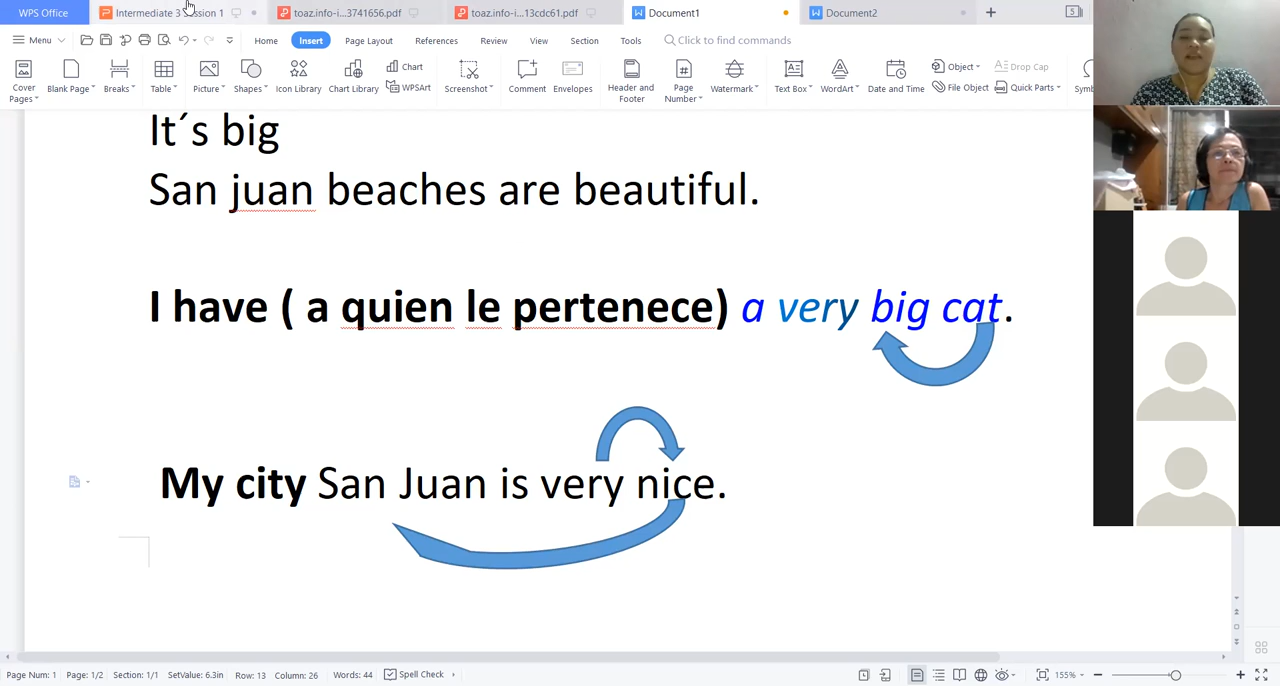 WPS Office Intermediate 3 Session 1 toaz.info-i...3741656.pdf toaz.info-i...13cdc61.pdf Document1 Document2 5
Menu Home Insert Page Layout References Review View Section Tools Click to find commands
Cover Pages Blank Page Breaks Table Picture Shapes Icon Library Chart Library Chart WPSArt Screenshot Comment Envelopes Header and Footer Page Number Watermark Text Box WordArt Date and Time Object File Object Drop Cap Quick Parts
It´s big
San juan beaches are beautiful.
I have ( a quien le pertenece) a very big cat.
My city San Juan is very nice.
Page Num: 1 Page: 1/2 Section: 1/1 SetValue: 6.3in Row: 13 Column: 26 Words: 44 Spell Check 155%